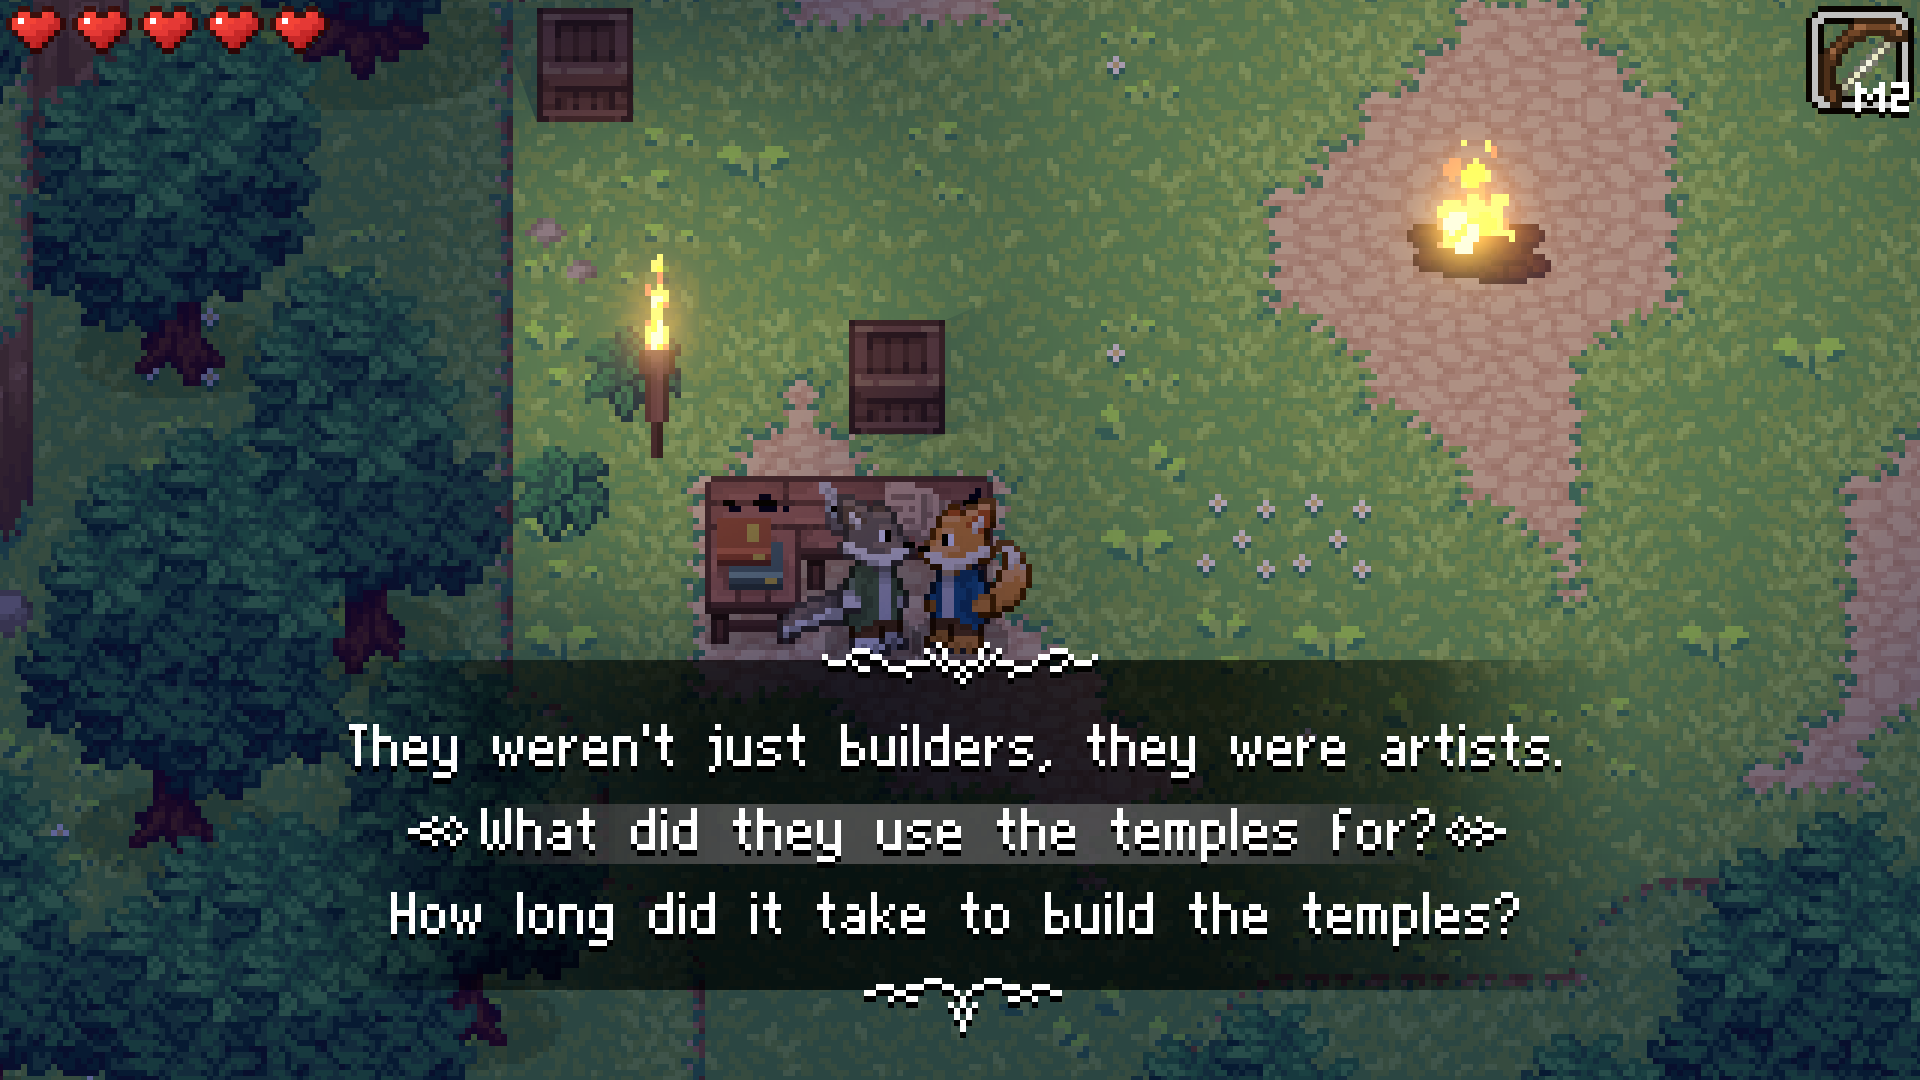 M2
They weren't just builders, they were artists.
What did they use the temples for?
How long did it take to build the temples?